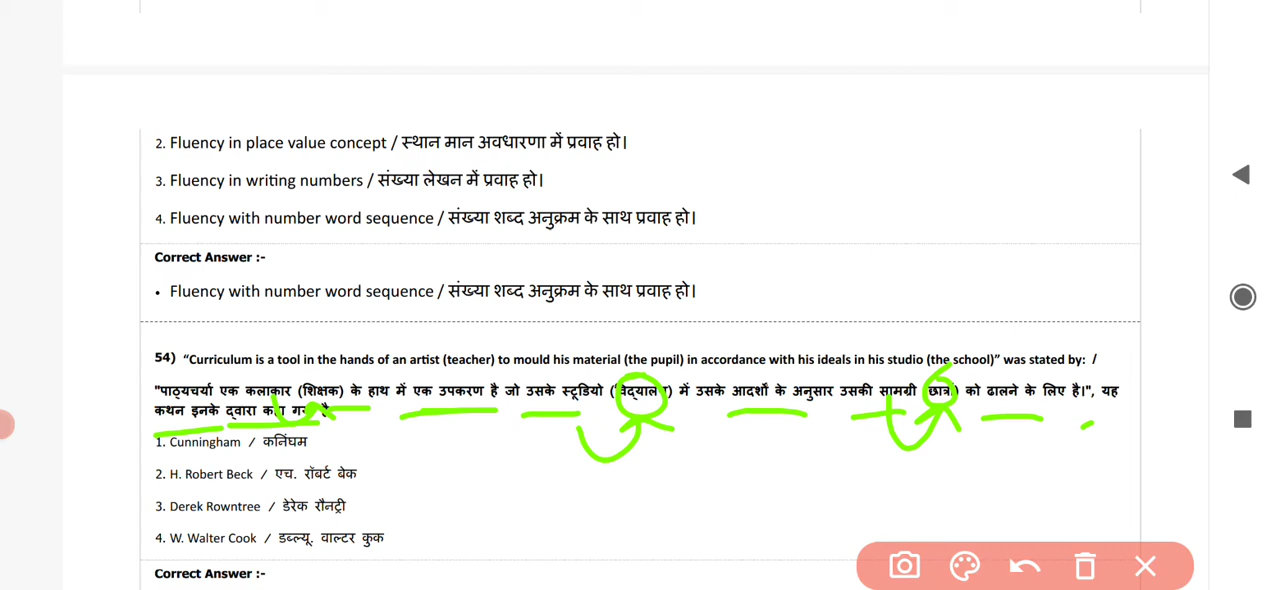 2. Fluency in place value concept / स्थान मान अवधारणा में प्रवाह हो।
3. Fluency in writing numbers / संख्या लेखन में प्रवाह हो।
4. Fluency with number word sequence / संख्या शब्द अनुक्रम के साथ प्रवाह हो।
Correct Answer :-
• Fluency with number word sequence / संख्या शब्द अनुक्रम के साथ प्रवाह हो।
54) “Curriculum is a tool in the hands of an artist (teacher) to mould his material (the pupil) in accordance with his ideals in his studio (the school)” was stated by: /
"पाठ्यचर्या एक कलाकार (शिक्षक) के हाथ में एक उपकरण है जो उसके स्टूडियो (विद्यालय) में उसके आदर्शों के अनुसार उसकी सामग्री (छात्र) को ढालने के लिए है।", यह
कथन इनके द्वारा कहा गया है
1. Cunningham / कनिंघम
2. H. Robert Beck / एच. रॉबर्ट बेक
3. Derek Rowntree / डेरेक रौनट्री
4. W. Walter Cook / डब्ल्यू. वाल्टर कुक
Correct Answer :-